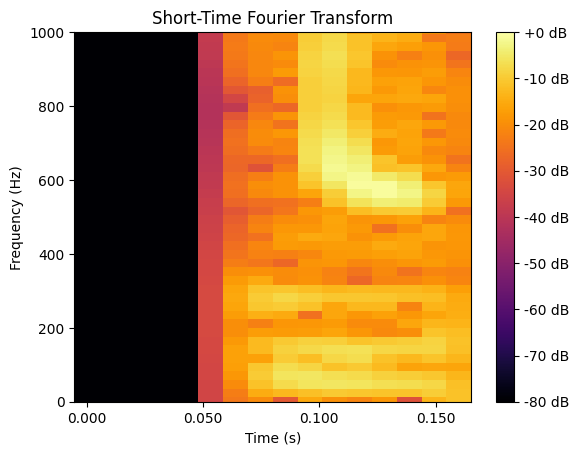 Short-Time Fourier Transform
Frequency (Hz)
1000
800
600
400
200
0
0.000
0.050
0.100
0.150
Time (s)
+0 dB
-10 dB
-20 dB
-30 dB
-40 dB
-50 dB
-60 dB
-70 dB
-80 dB